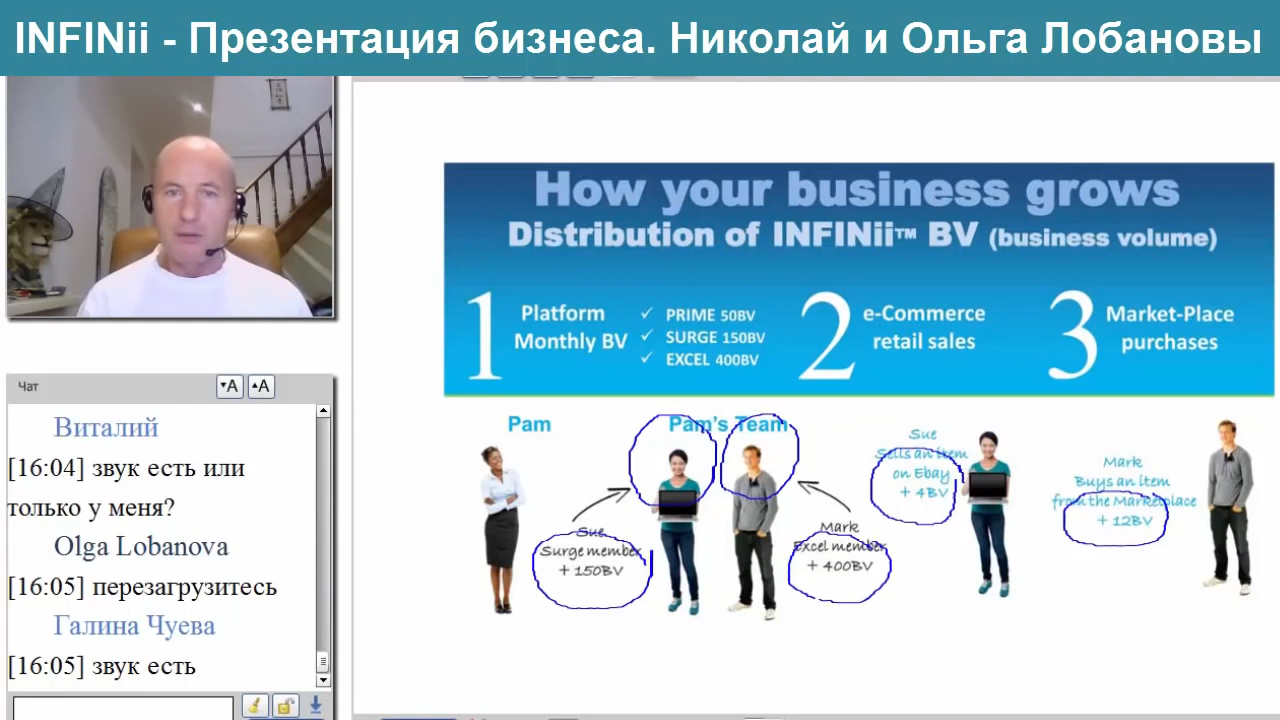 INFINii - Презентация бизнеса. Николай и Ольга Лобановы
Чат
▾A ▴A
Виталий
[16:04] звук есть или
только у меня?
Olga Lobanova
[16:05] перезагрузитесь
Галина Чуева
[16:05] звук есть
How your business grows
Distribution of INFINii™ BV (business volume)
1 Platform
Monthly BV
✓ PRIME 50BV
✓ SURGE 150BV
✓ EXCEL 400BV
2 e-Commerce
retail sales
3 Market-Place
purchases
Pam
Pam's Team
Sue
Surge member
+ 150BV
Mark
Excel member
+ 400BV
Sue
Sells an item
on Ebay
+ 4BV
Mark
Buys an item
from the Marketplace
+ 12BV